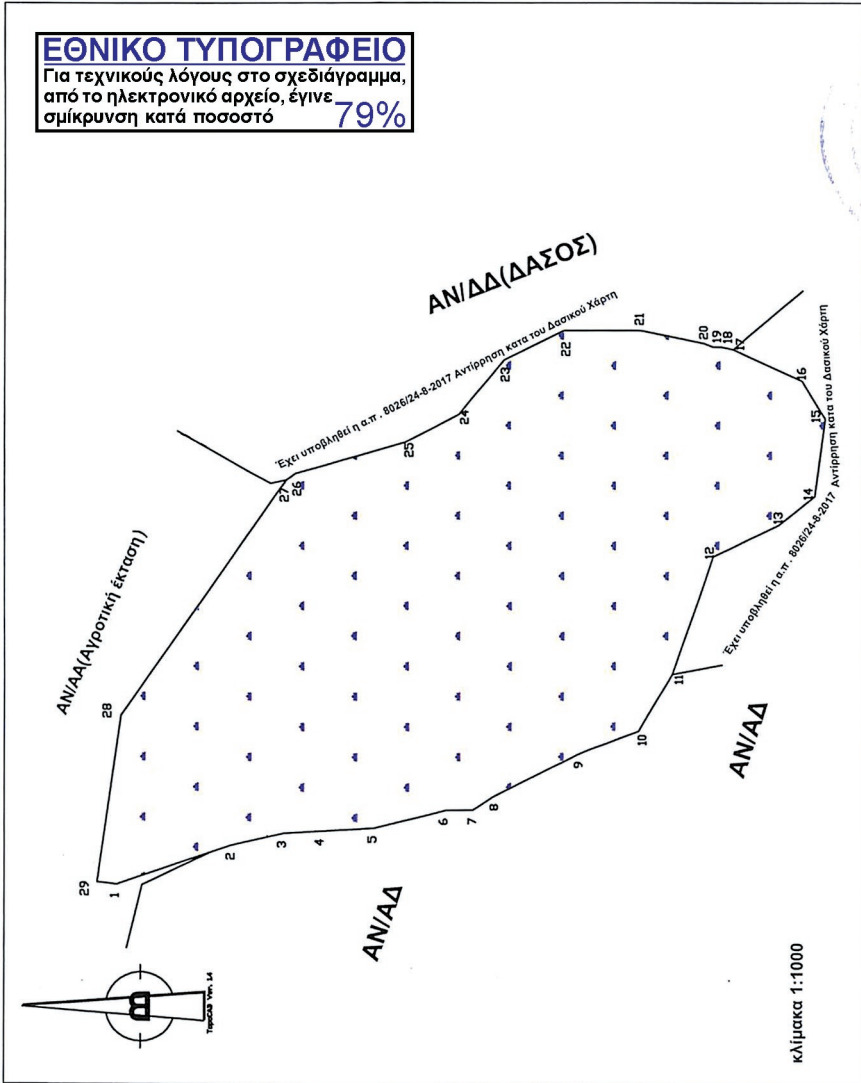 ΕΘΝΙΚΟ ΤΥΠΟΓΡΑΦΕΙΟ
Για τεχνικούς λόγους στο σχεδιάγραμμα,
από το ηλεκτρονικό αρχείο, έγινε
σμίκρυνση κατά ποσοστό 79%
ΑΝ/ΔΔ(ΔΑΣΟΣ)
Έχει υποβληθεί η α.π . 8026/24-8-2017 Αντίρρηση κατα του Δασικού Χάρτη
ΑΝ/ΑΑ(Αγροτική έκταση )
29
1
2
3
4
5
6
7
8
9
10
11
12
13
14
15
16
17
18
19
20
21
22
23
24
25
26
27
28
Έχει υποβληθεί η α.π . 8026/24-8-2017 Αντίρρηση κατα του Δασικού Χάρτη
ΑΝ/ΑΔ
ΑΝ/ΑΔ
Β
TopoCAD Ver. 14
κλίμακα 1:1000